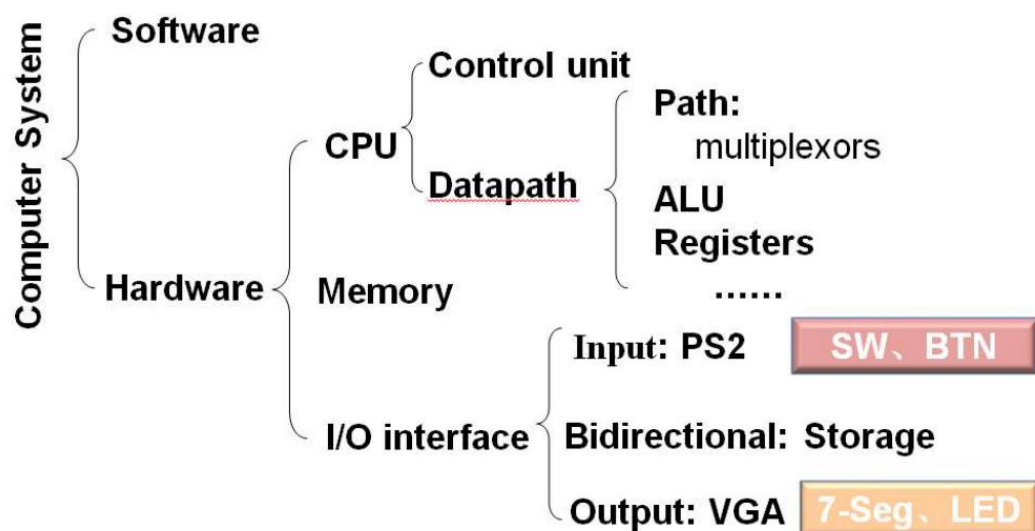 Computer System
Software
Hardware
CPU
Control unit
Datapath
Path:
multiplexors
ALU
Registers
......
Memory
I/O interface
Input: PS2
SW、BTN
Bidirectional: Storage
Output: VGA
7-Seg、LED